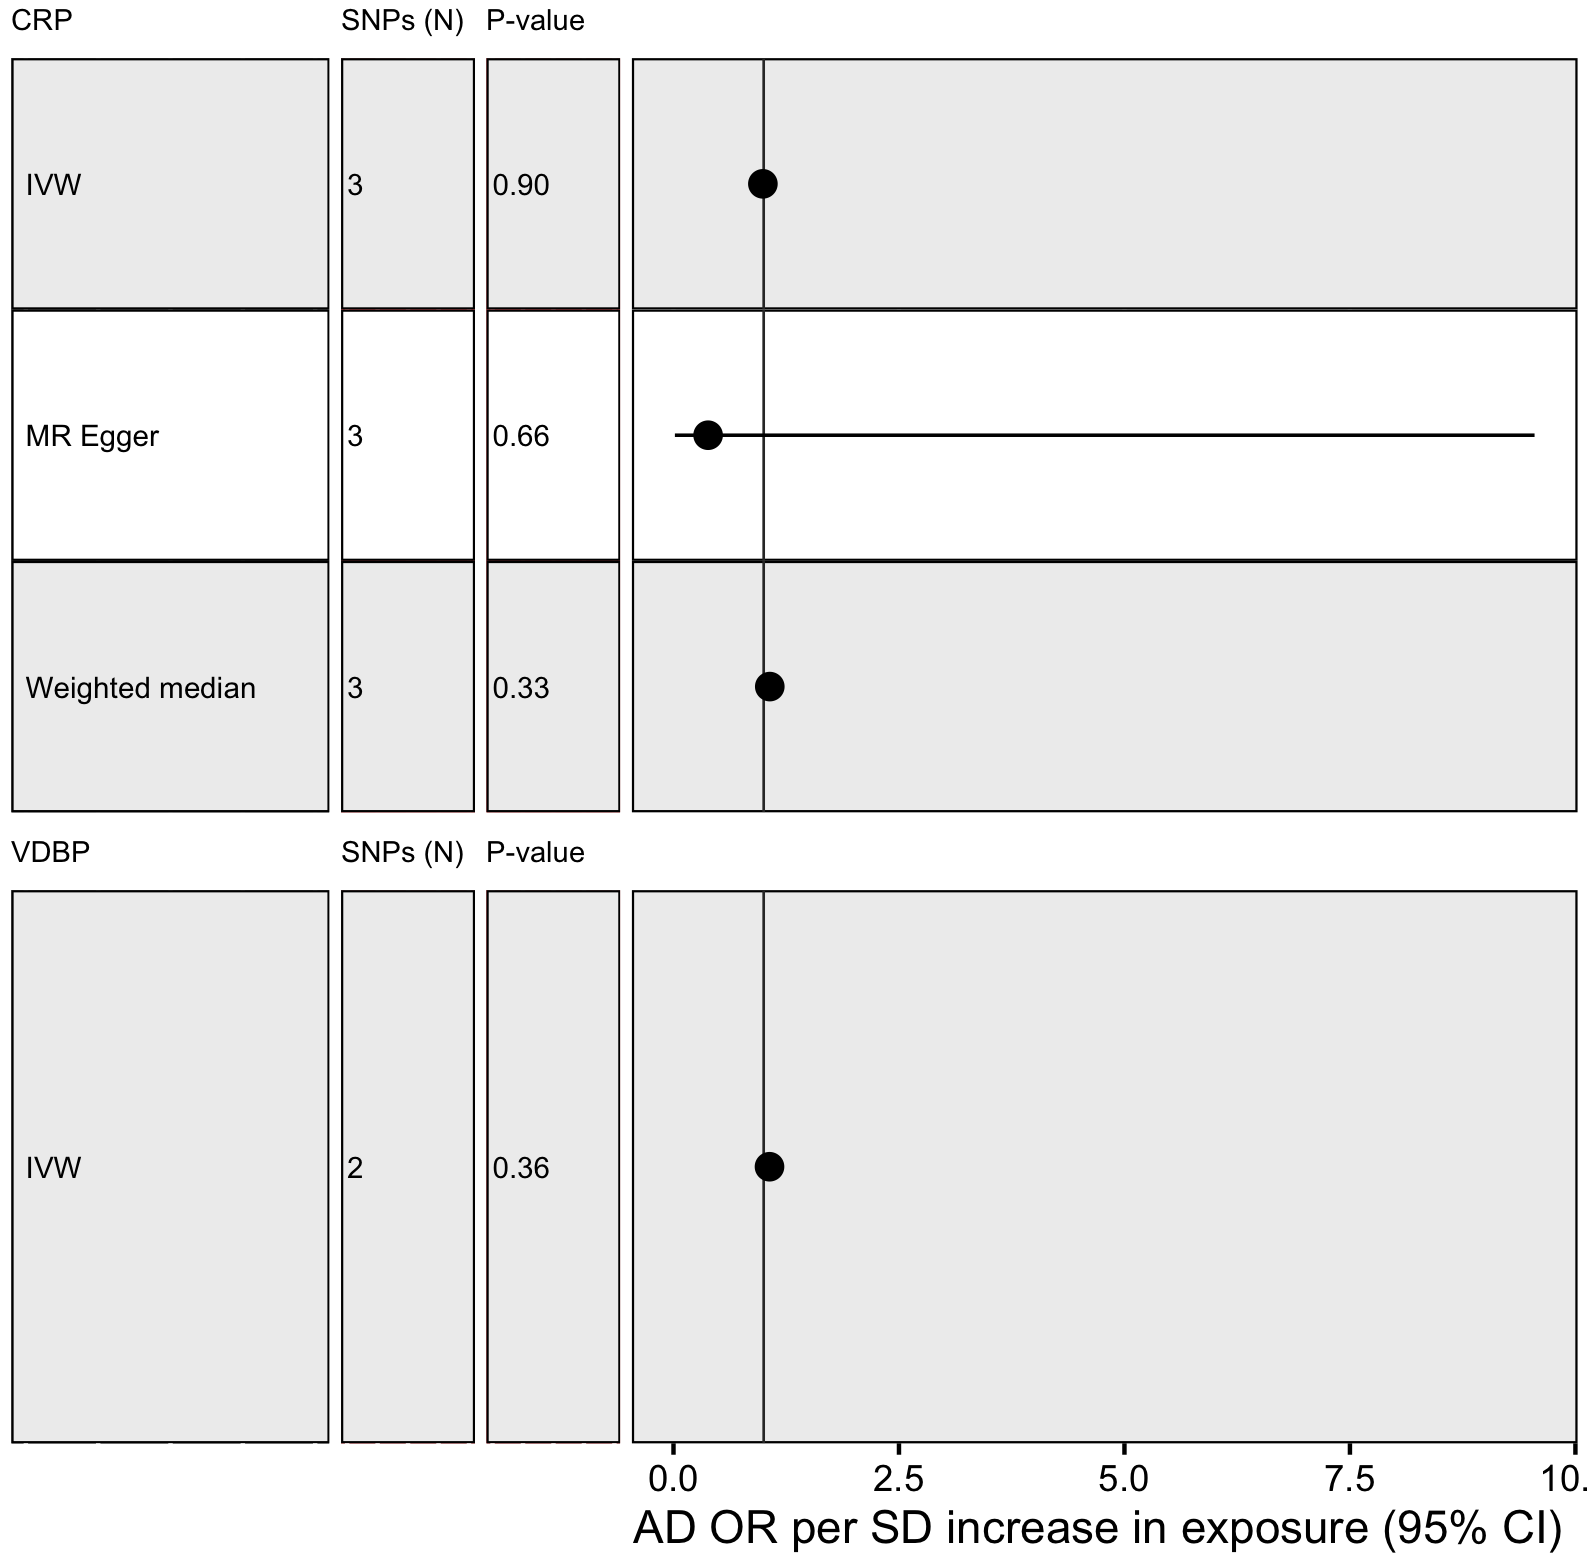 CRP SNPs (N) P-value
IVW 3 0.90
MR Egger 3 0.66
Weighted median 3 0.33
VDBP SNPs (N) P-value
IVW 2 0.36
0.0 2.5 5.0 7.5 10.
AD OR per SD increase in exposure (95% CI)